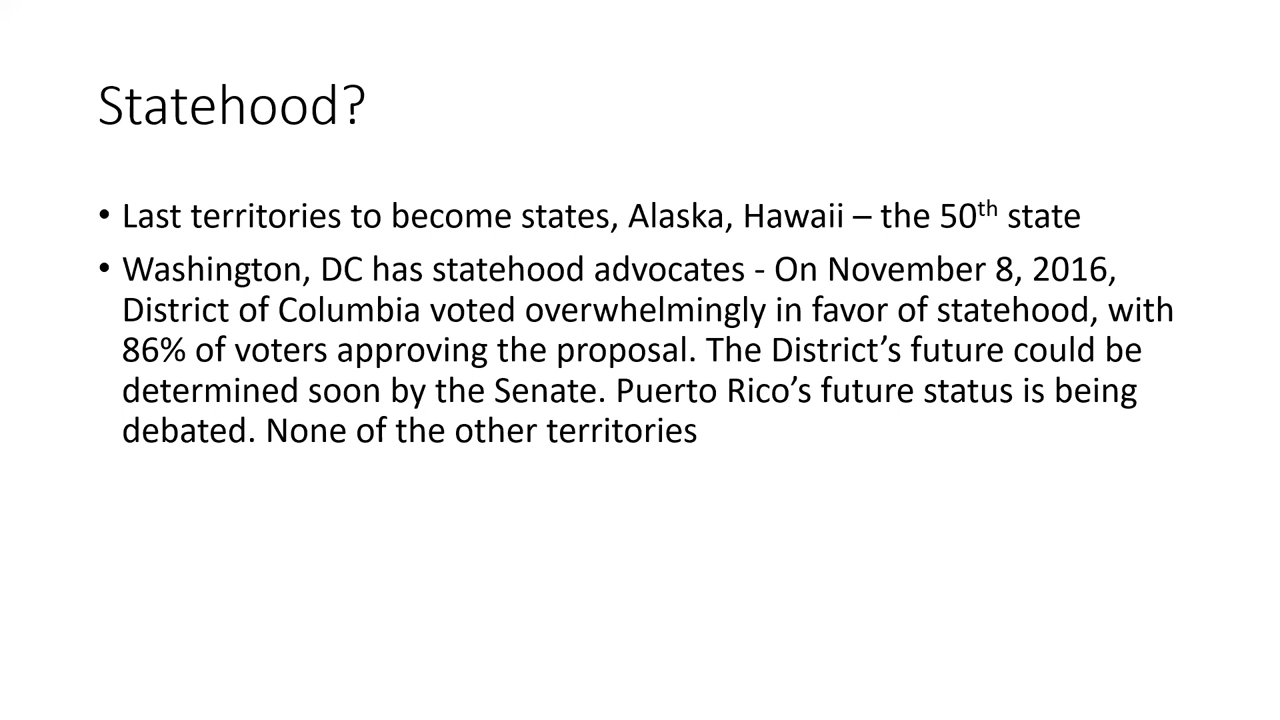 Statehood?
• Last territories to become states, Alaska, Hawaii – the 50th state
• Washington, DC has statehood advocates - On November 8, 2016,
District of Columbia voted overwhelmingly in favor of statehood, with
86% of voters approving the proposal. The District’s future could be
determined soon by the Senate. Puerto Rico’s future status is being
debated. None of the other territories